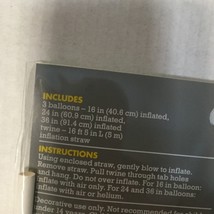 INCLUDES
3 balloons – 16 in (40.6 cm) inflated,
24 in (60.9 cm) inflated,
36 in (91.4 cm) inflated
twine – 16 ft 5 in L (5 m)
inflation straw
INSTRUCTIONS
Using enclosed straw, gently blow to inflate.
Remove straw. Pull twine through tab holes
and hang. Do not over inflate. For 16 in balloon:
inflate with air only. For 24 and 36 in balloons:
inflate with air or helium.
Decorative use only. Not recommended for
under 14 years.